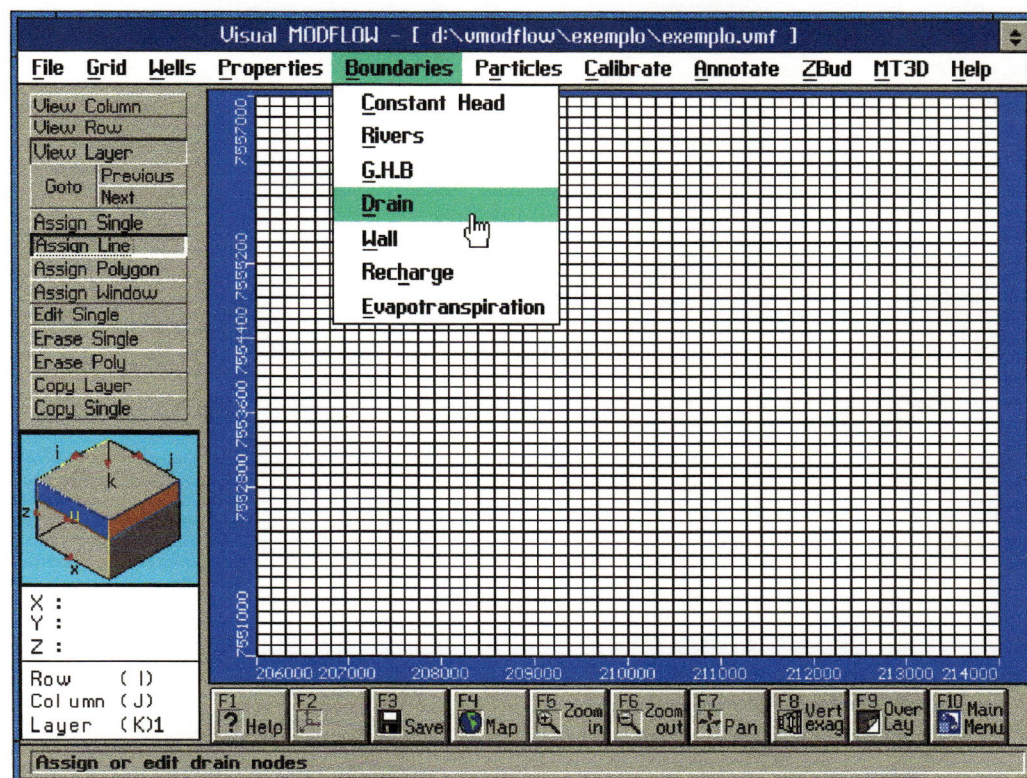 Visual MODFLOW - [ d:\vmodflow\exemplo\exemplo.vmf ]
File Grid Wells Properties Boundaries Particles Calibrate Annotate ZBud MT3D Help
View Column
View Row
View Layer
Goto
Previous
Next
Assign Single
Assign Line
Assign Polygon
Assign Window
Edit Single
Erase Single
Erase Poly
Copy Layer
Copy Single
Constant Head
Rivers
G.H.B
Drain
Wall
Recharge
Evapotranspiration
7557000
7555200
7554400
7553600
7552800
7551000
206000 207000 208000 209000 210000 211000 212000 213000 214000
i
j
k
z
u
x
X :
Y :
Z :
Row (I)
Column (J)
Layer (K)1
F1 ? Help
F2
F3 Save
F4 Map
F5 Zoom in
F6 Zoom out
F7 Pan
F8 Vert exag
F9 Over Lay
F10 Main Menu
Assign or edit drain nodes